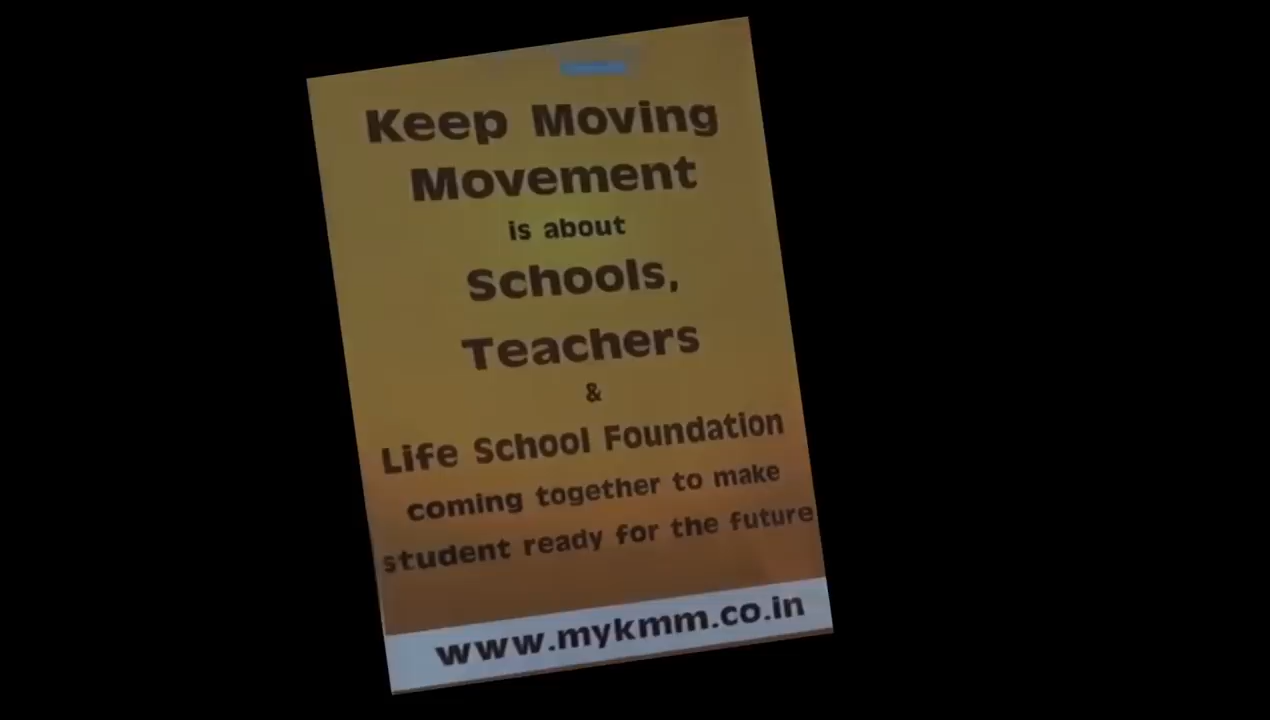 Keep Moving
Movement
is about
Schools,
Teachers
&
Life School Foundation
coming together to make
student ready for the future
www.mykmm.co.in